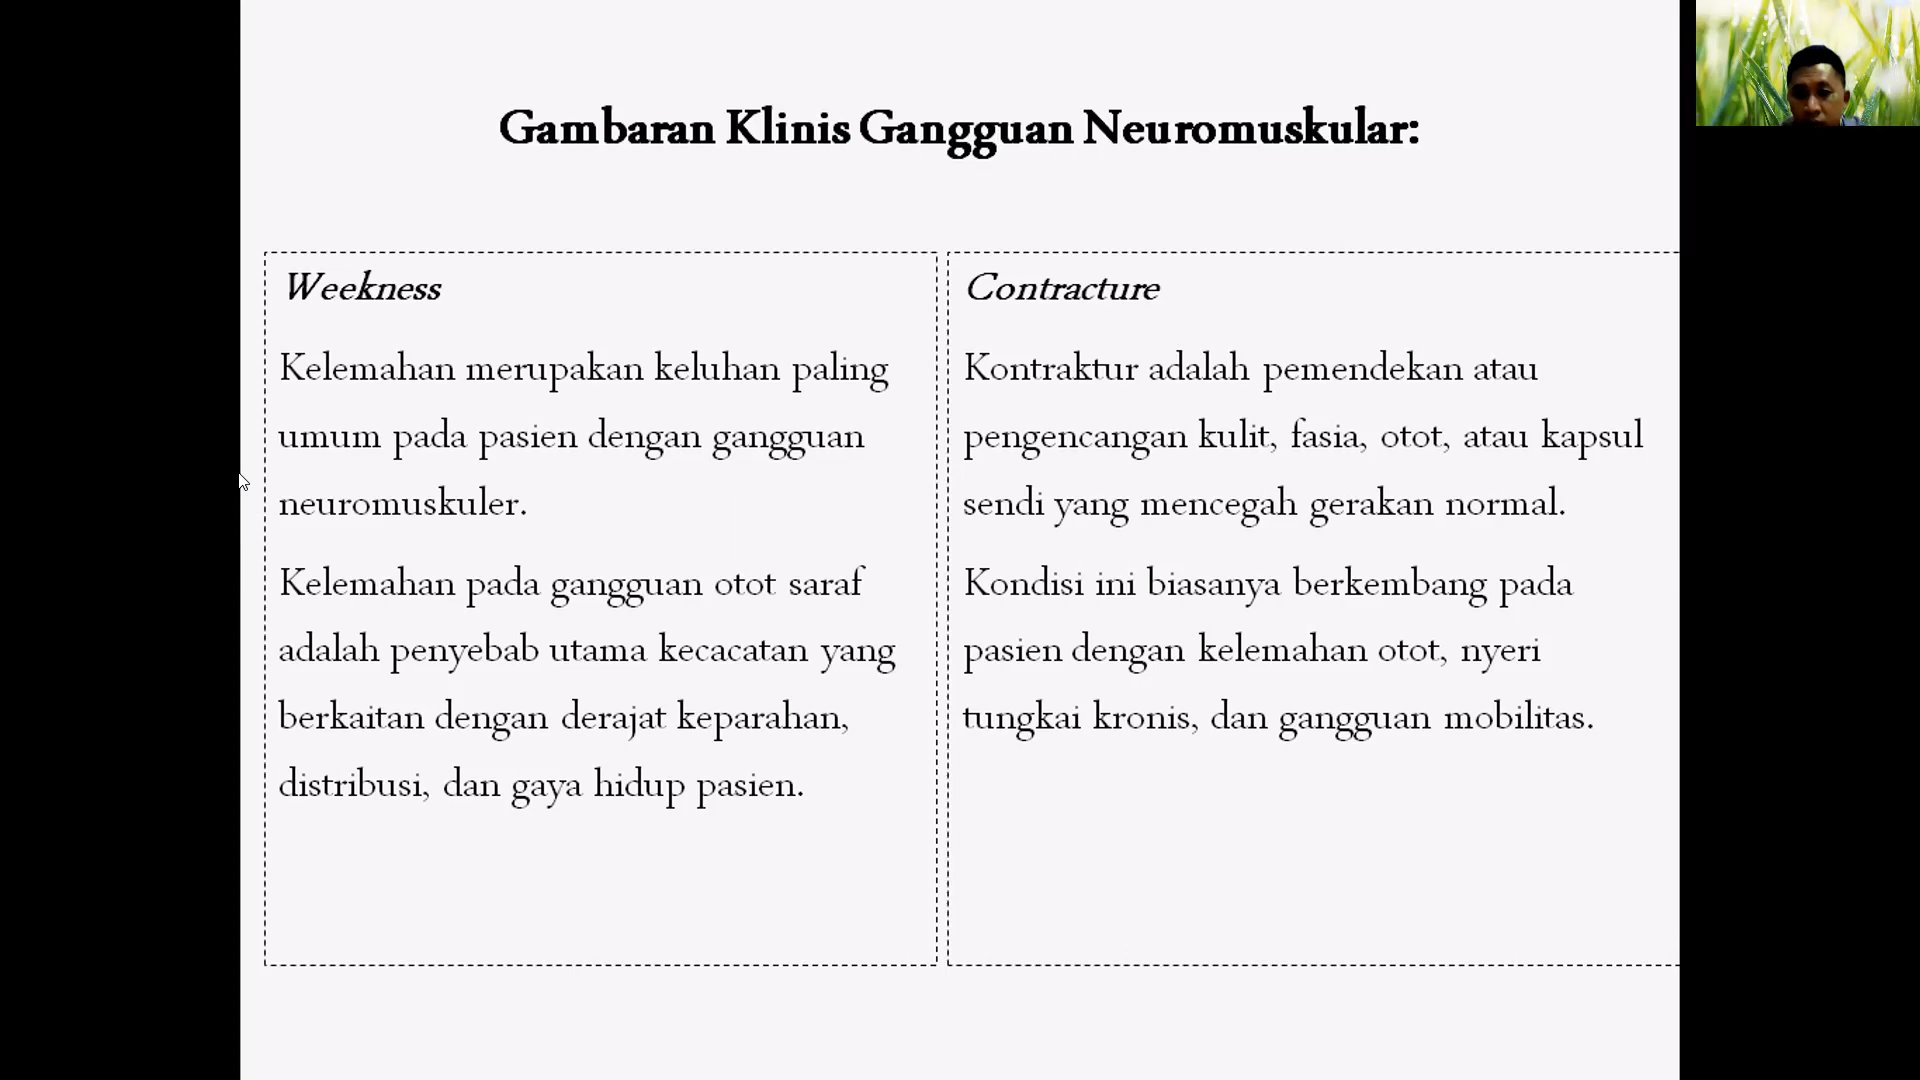 Gambaran Klinis Gangguan Neuromuskular:
Weekness
Kelemahan merupakan keluhan paling
umum pada pasien dengan gangguan
neuromuskuler.
Kelemahan pada gangguan otot saraf
adalah penyebab utama kecacatan yang
berkaitan dengan derajat keparahan,
distribusi, dan gaya hidup pasien.
Contracture
Kontraktur adalah pemendekan atau
pengencangan kulit, fasia, otot, atau kapsul
sendi yang mencegah gerakan normal.
Kondisi ini biasanya berkembang pada
pasien dengan kelemahan otot, nyeri
tungkai kronis, dan gangguan mobilitas.